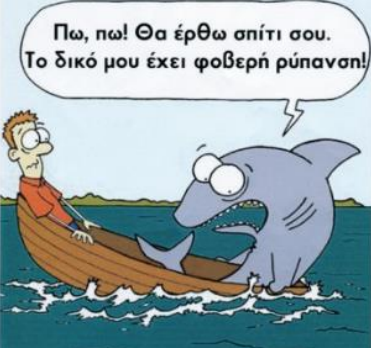 Πω, πω! Θα έρθω σπίτι σου.
Το δικό μου έχει φοβερή ρύπανση!